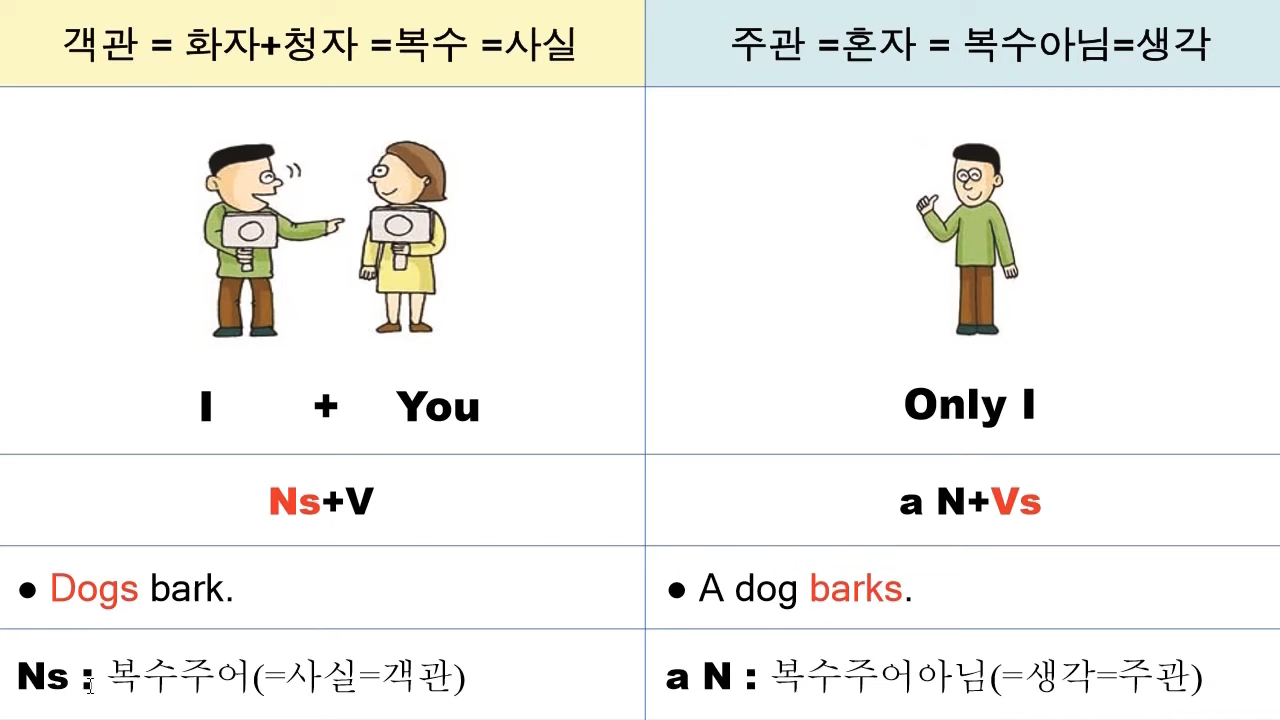 객관 = 화자+청자 =복수 =사실
주관 =혼자 = 복수아님=생각
I + You
Only I
Ns+V
a N+Vs
● Dogs bark.
● A dog barks.
Ns : 복수주어(=사실=객관)
a N : 복수주어아님(=생각=주관)